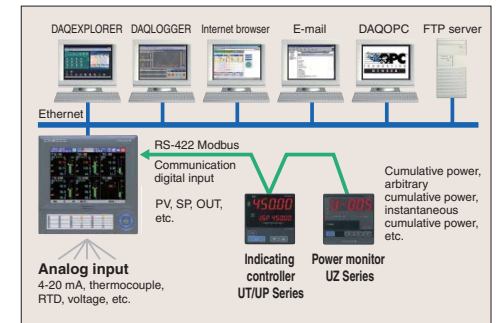 DAQEXPLORER DAQLOGGER Internet browser E-mail DAQOPC FTP server
Ethernet
RS-422 Modbus
Communication
digital input
PV, SP, OUT,
etc.
Cumulative power,
arbitrary
cumulative power,
instantaneous
cumulative power,
etc.
450.00
Analog input
4-20 mA, thermocouple,
RTD, voltage, etc.
Indicating
controller
UT/UP Series
Power monitor
UZ Series